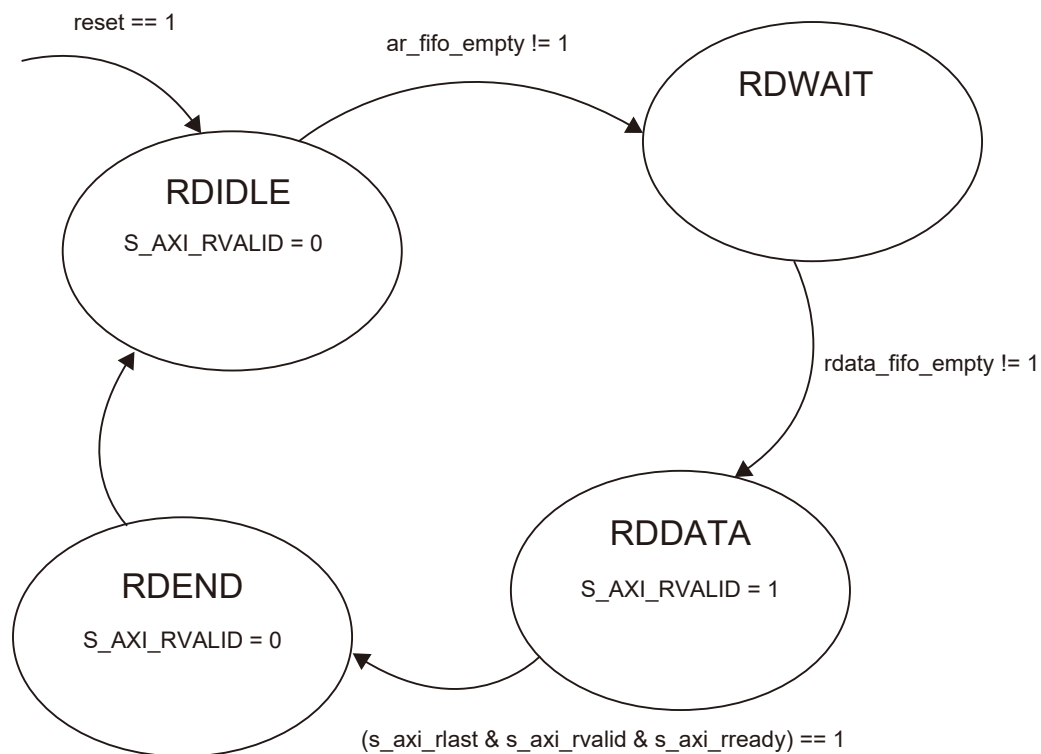 reset == 1
ar_fifo_empty != 1
RDWAIT
RDIDLE
S_AXI_RVALID = 0
rdata_fifo_empty != 1
RDDATA
S_AXI_RVALID = 1
RDEND
S_AXI_RVALID = 0
(s_axi_rlast & s_axi_rvalid & s_axi_rready) == 1